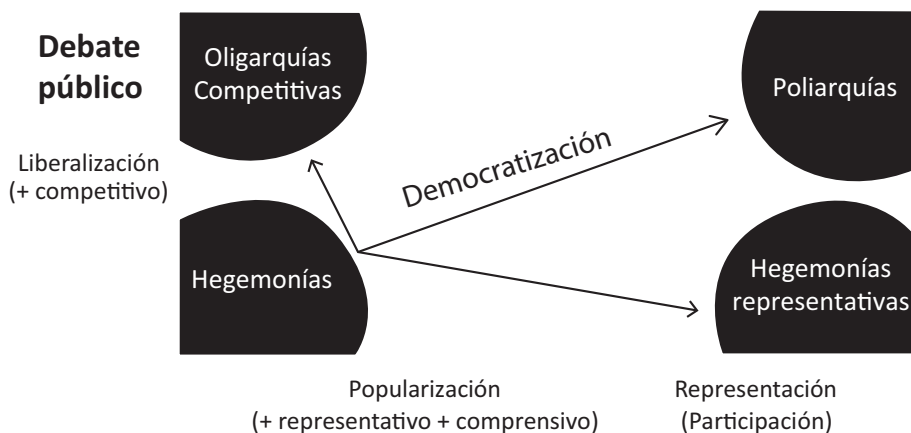 Debate
público
Oligarquías
Competitivas
Poliarquías
Liberalización
(+ competitivo)
Democratización
Hegemonías
Hegemonías
representativas
Popularización
(+ representativo + comprensivo)
Representación
(Participación)